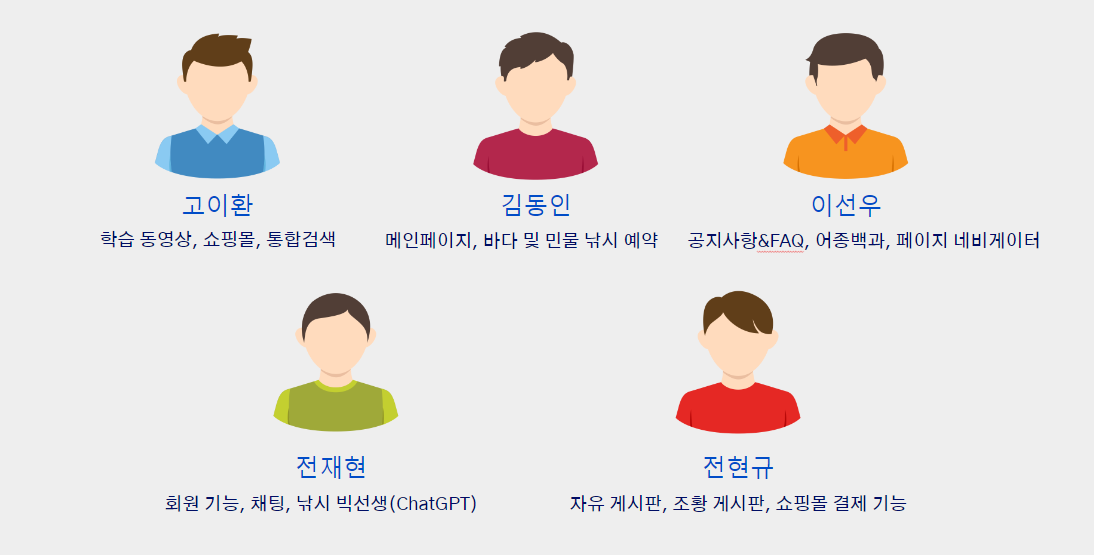 고이환
학습 동영상, 쇼핑몰, 통합검색
김동인
메인페이지, 바다 및 민물 낚시 예약
이선우
공지사항&FAQ, 어종백과, 페이지 네비게이터
전재현
회원 기능, 채팅, 낚시 빅선생(ChatGPT)
전현규
자유 게시판, 조황 게시판, 쇼핑몰 결제 기능